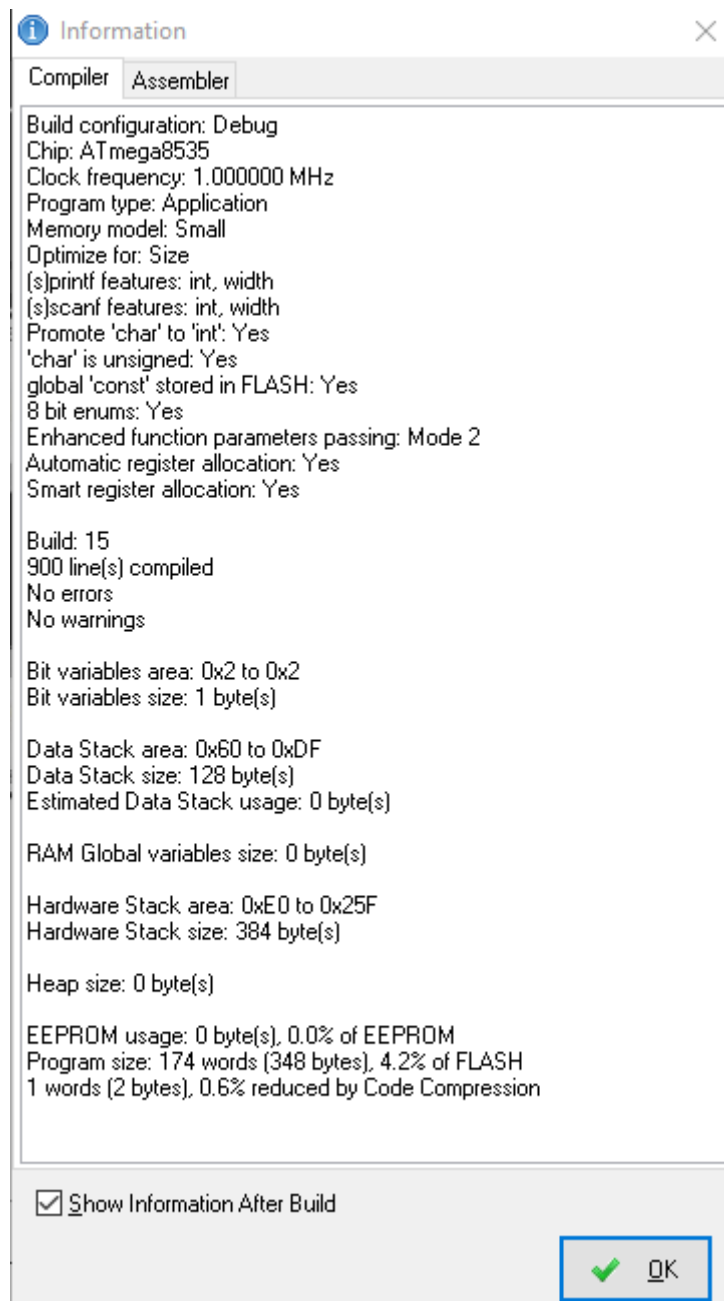 Information
Compiler
Assembler
Build configuration: Debug
Chip: ATmega8535
Clock frequency: 1.000000 MHz
Program type: Application
Memory model: Small
Optimize for: Size
(s)printf features: int, width
(s)scanf features: int, width
Promote 'char' to 'int': Yes
'char' is unsigned: Yes
global 'const' stored in FLASH: Yes
8 bit enums: Yes
Enhanced function parameters passing: Mode 2
Automatic register allocation: Yes
Smart register allocation: Yes
Build: 15
900 line(s) compiled
No errors
No warnings
Bit variables area: 0x2 to 0x2
Bit variables size: 1 byte(s)
Data Stack area: 0x60 to 0xDF
Data Stack size: 128 byte(s)
Estimated Data Stack usage: 0 byte(s)
RAM Global variables size: 0 byte(s)
Hardware Stack area: 0xE0 to 0x25F
Hardware Stack size: 384 byte(s)
Heap size: 0 byte(s)
EEPROM usage: 0 byte(s), 0.0% of EEPROM
Program size: 174 words (348 bytes), 4.2% of FLASH
1 words (2 bytes), 0.6% reduced by Code Compression
Show Information After Build
OK